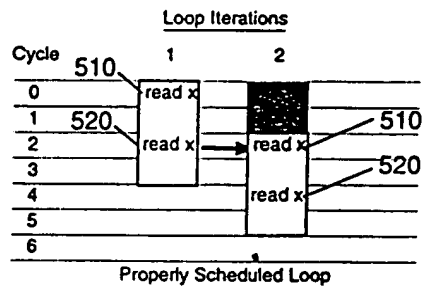 Loop Iterations
Cycle 1 2
510
0 read x
1 510
520
2 read x read x
3 520
4 read x
5
6
Properly Scheduled Loop